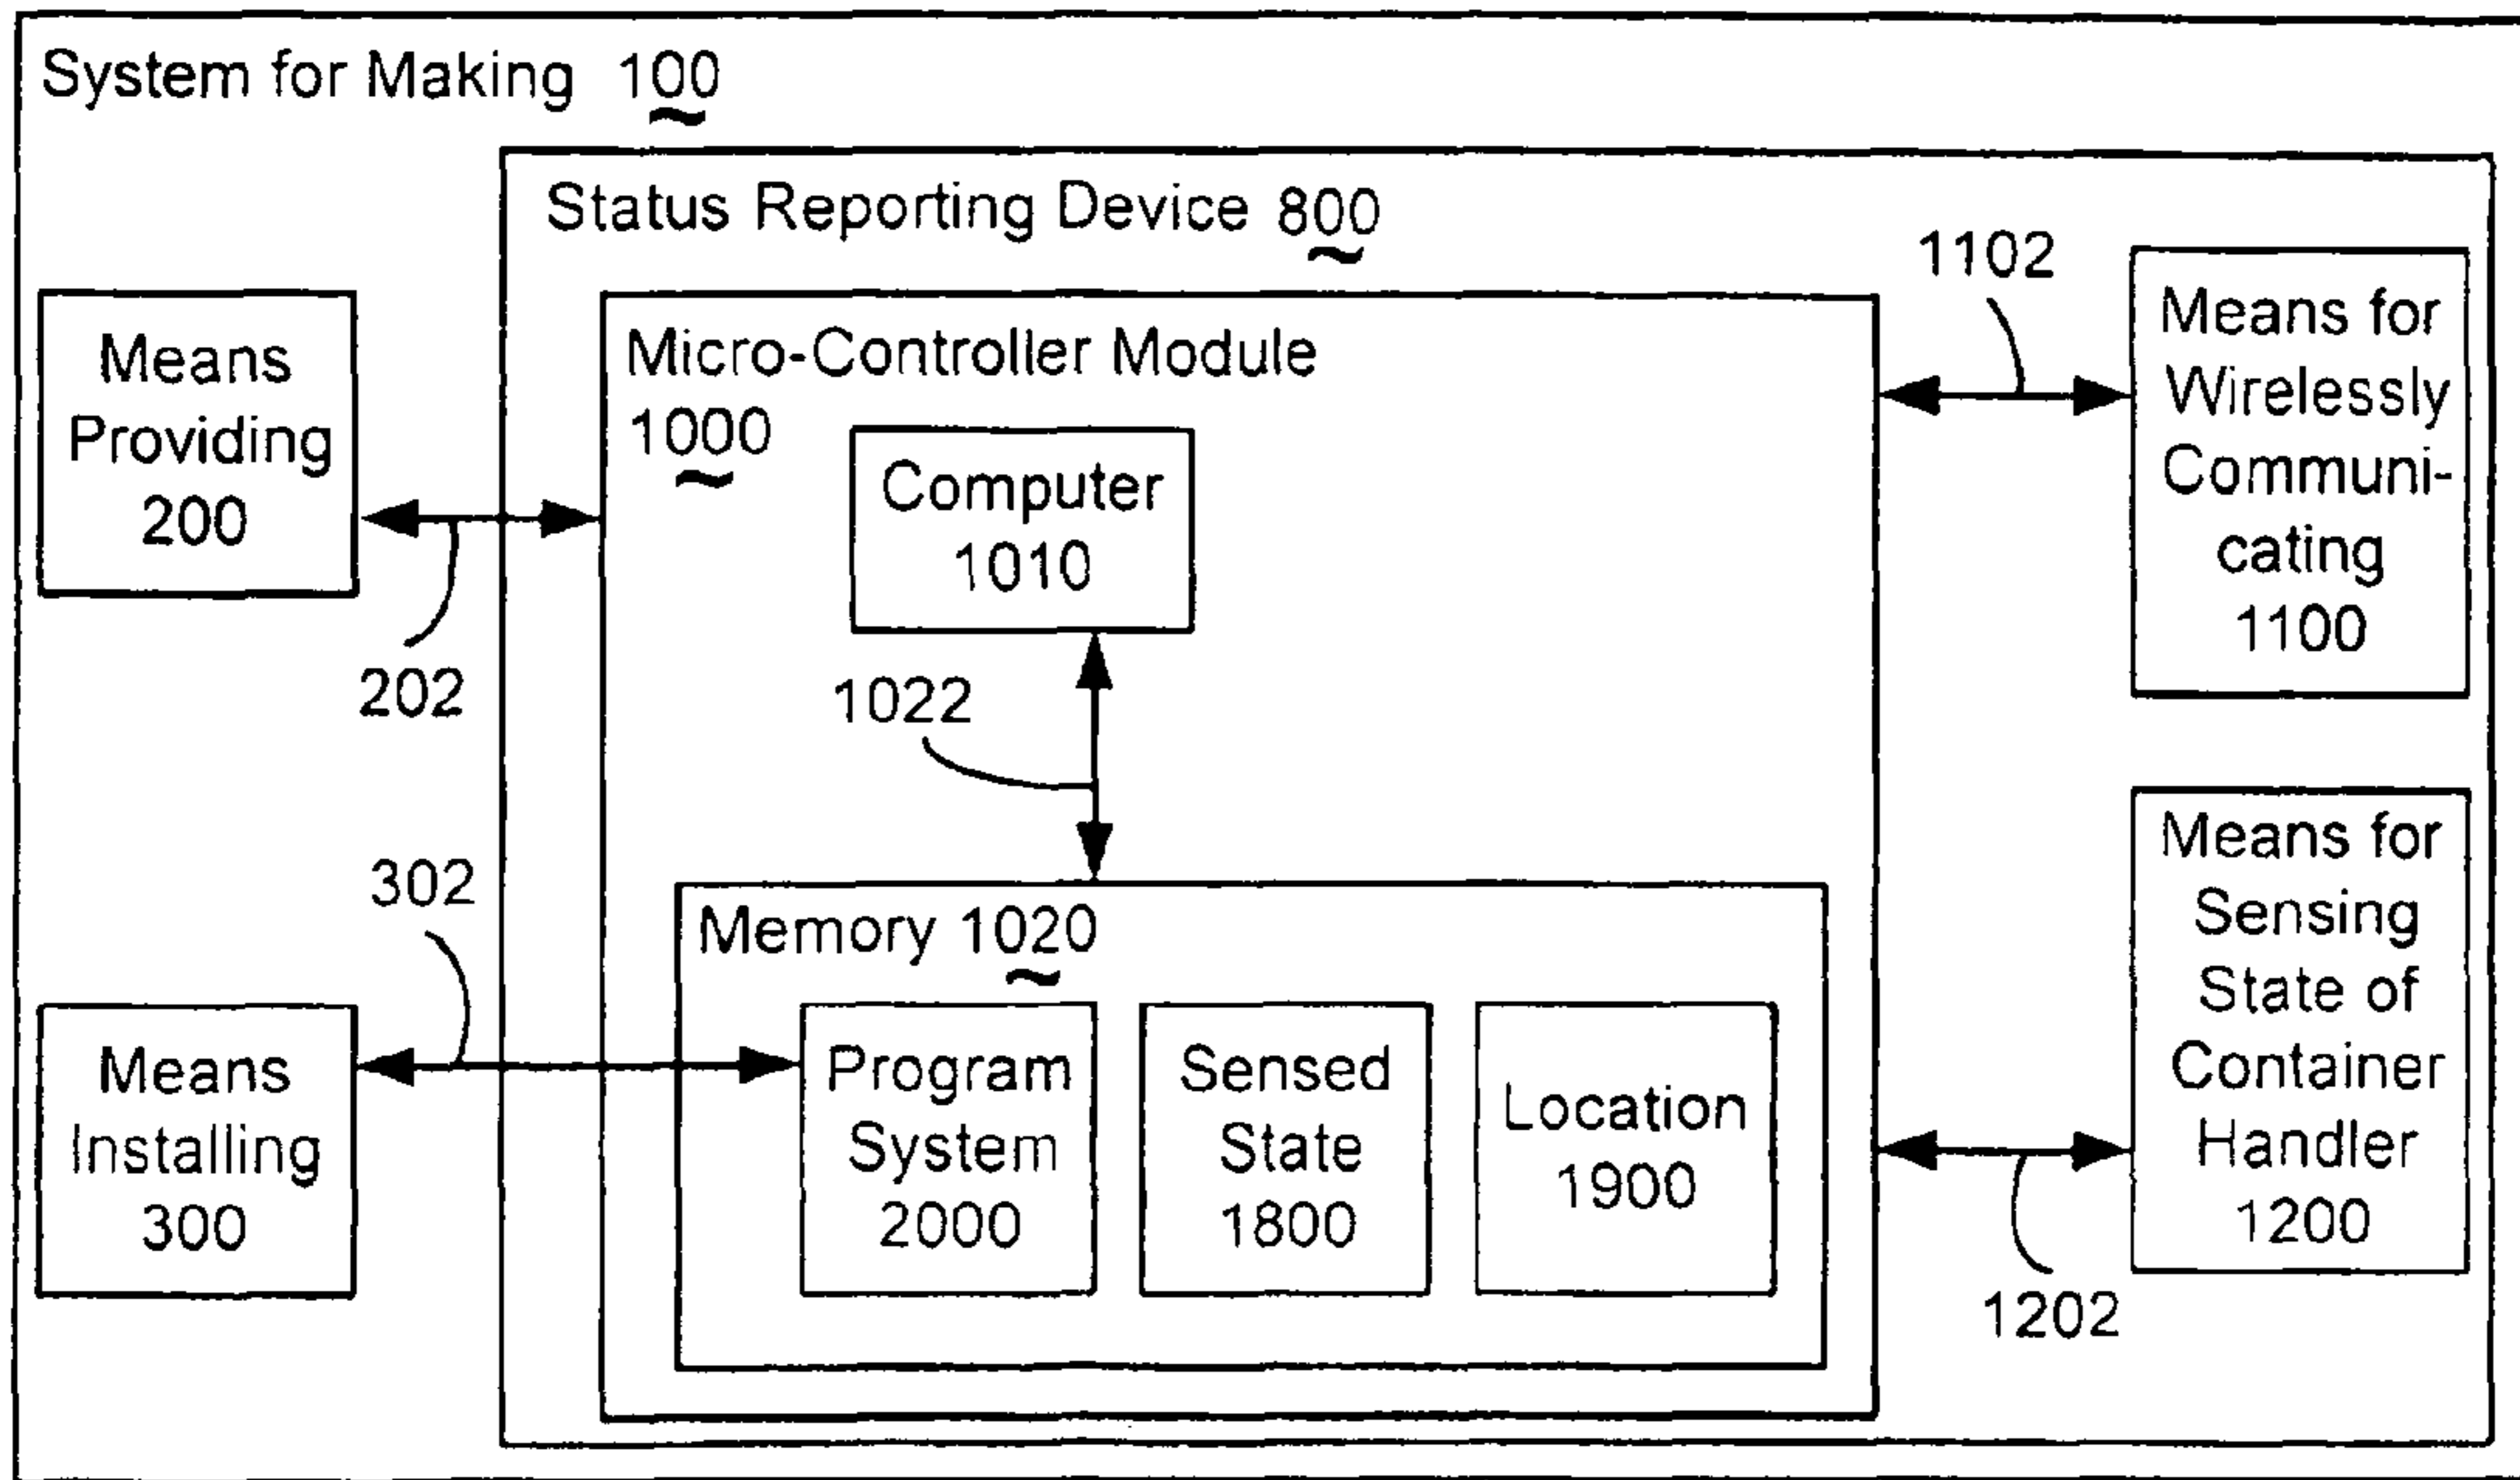 System for Making 100
Status Reporting Device 800
Means
Providing
200
202
302
Means
Installing
300
Micro-Controller Module
1000
Computer
1010
1022
Memory 1020
Program
System
2000
Sensed
State
1800
Location
1900
1102
Means for
Wirelessly
Communi-
cating
1100
Means for
Sensing
State of
Container
Handler
1200
1202